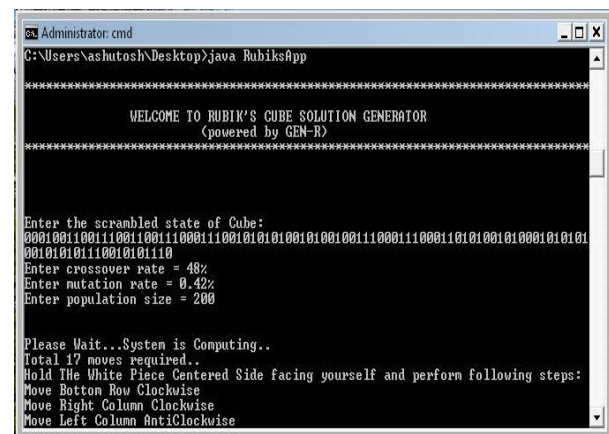 Administrator: cmd
C:\Users\ashutosh\Desktop>java RubiksApp
********************************************************************************
WELCOME TO RUBIK'S CUBE SOLUTION GENERATOR
(powered by GEN-R)
********************************************************************************
Enter the scrambled state of Cube:
00010011001110011001110001110010101010010100100111000111000110101001010001010101
001010101110010101110
Enter crossover rate = 48%
Enter mutation rate = 0.42%
Enter population size = 200
Please Wait...System is Computing..
Total 17 moves required..
Hold THe White Piece Centered Side facing yourself and perform following steps:
Move Bottom Row Clockwise
Move Right Column Clockwise
Move Left Column AntiClockwise